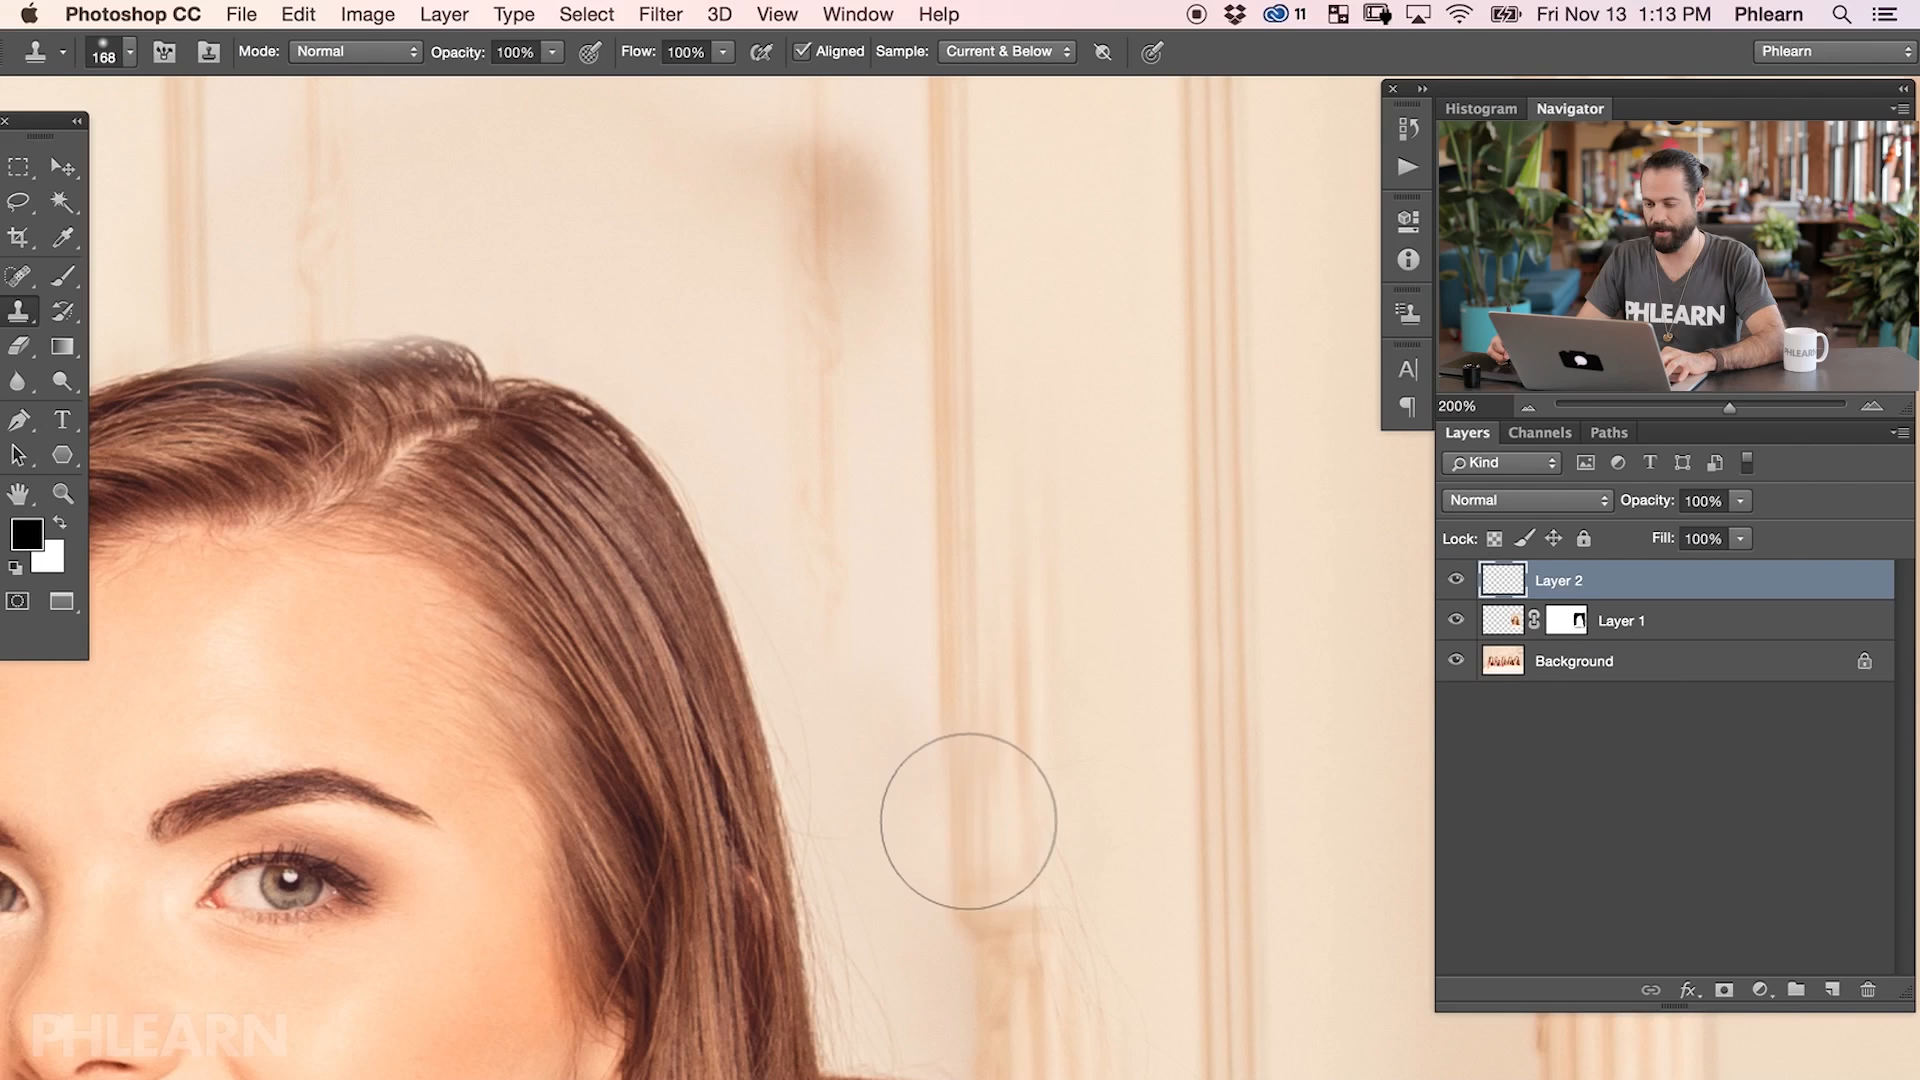 Photoshop CC File Edit Image Layer Type Select Filter 3D View Window Help 11 Fri Nov 13 1:13 PM Phlearn
168 Mode: Normal Opacity: 100% Flow: 100% Aligned Sample: Current & Below Phlearn
Histogram Navigator
PHLEARN
PHLEARN
200%
Layers Channels Paths
Kind
Normal Opacity: 100%
Lock: Fill: 100%
Layer 2
Layer 1
Background
PHLEARN